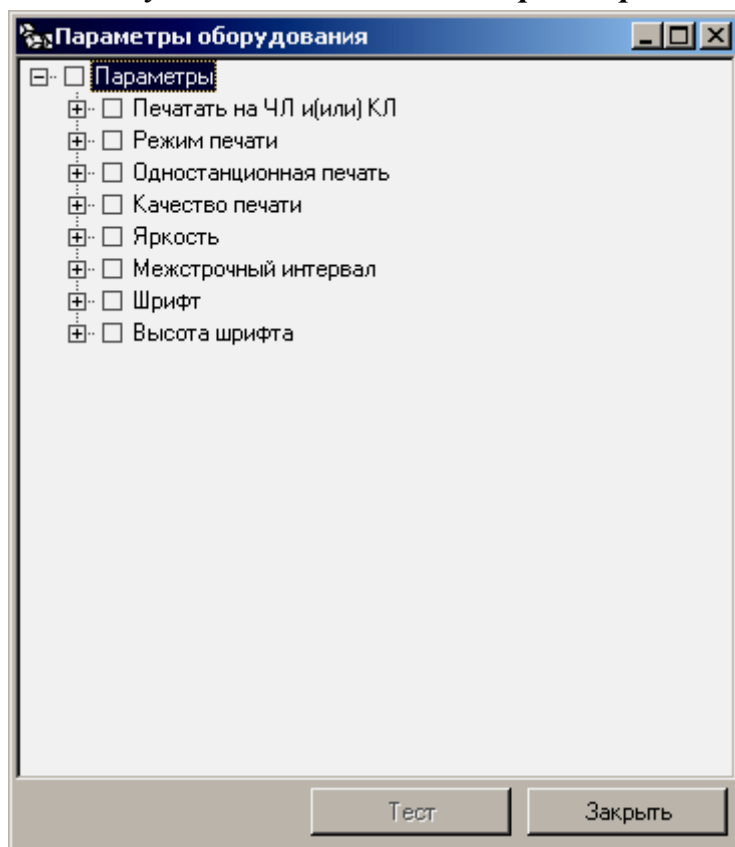 Параметры оборудования
Параметры
Печатать на ЧЛ и(или) КЛ
Режим печати
Одностанционная печать
Качество печати
Яркость
Межстрочный интервал
Шрифт
Высота шрифта
Тест
Закрыть